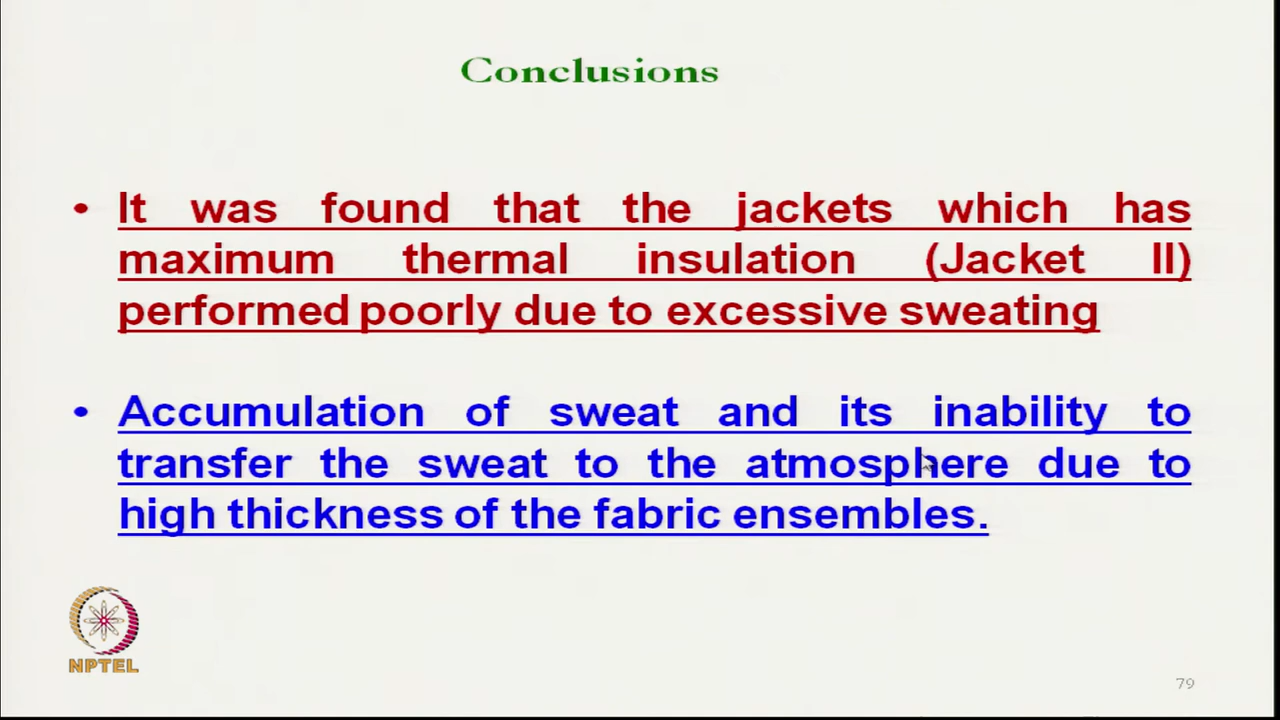 Conclusions
• It was found that the jackets which has
maximum thermal insulation (Jacket II)
performed poorly due to excessive sweating
• Accumulation of sweat and its inability to
transfer the sweat to the atmosphere due to
high thickness of the fabric ensembles.
NPTEL
79